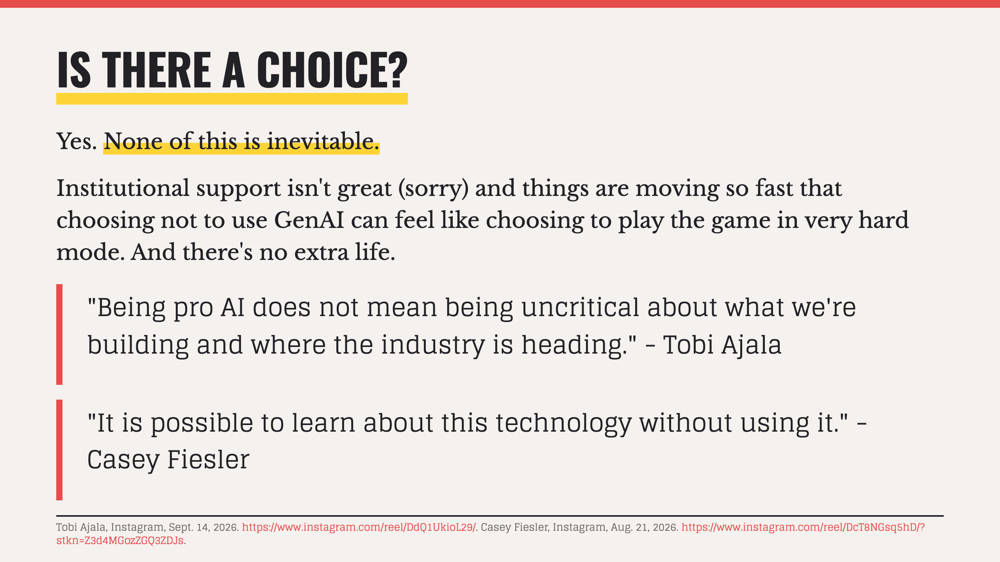 IS THERE A CHOICE?
Yes. None of this is inevitable.
Institutional support isn't great (sorry) and things are moving so fast that
choosing not to use GenAI can feel like choosing to play the game in very hard
mode. And there's no extra life.
"Being pro AI does not mean being uncritical about what we're
building and where the industry is heading." – Tobi Ajala
"It is possible to learn about this technology without using it." –
Casey Fiesler
Tobi Ajala, Instagram, Sept. 14, 2026. https://www.instagram.com/reel/DdQ1UkioL29/. Casey Fiesler, Instagram, Aug. 21, 2026. https://www.instagram.com/reel/DcT8NGsq5hD/?
stkn=Z3d4MGozZGQ3ZDJs.